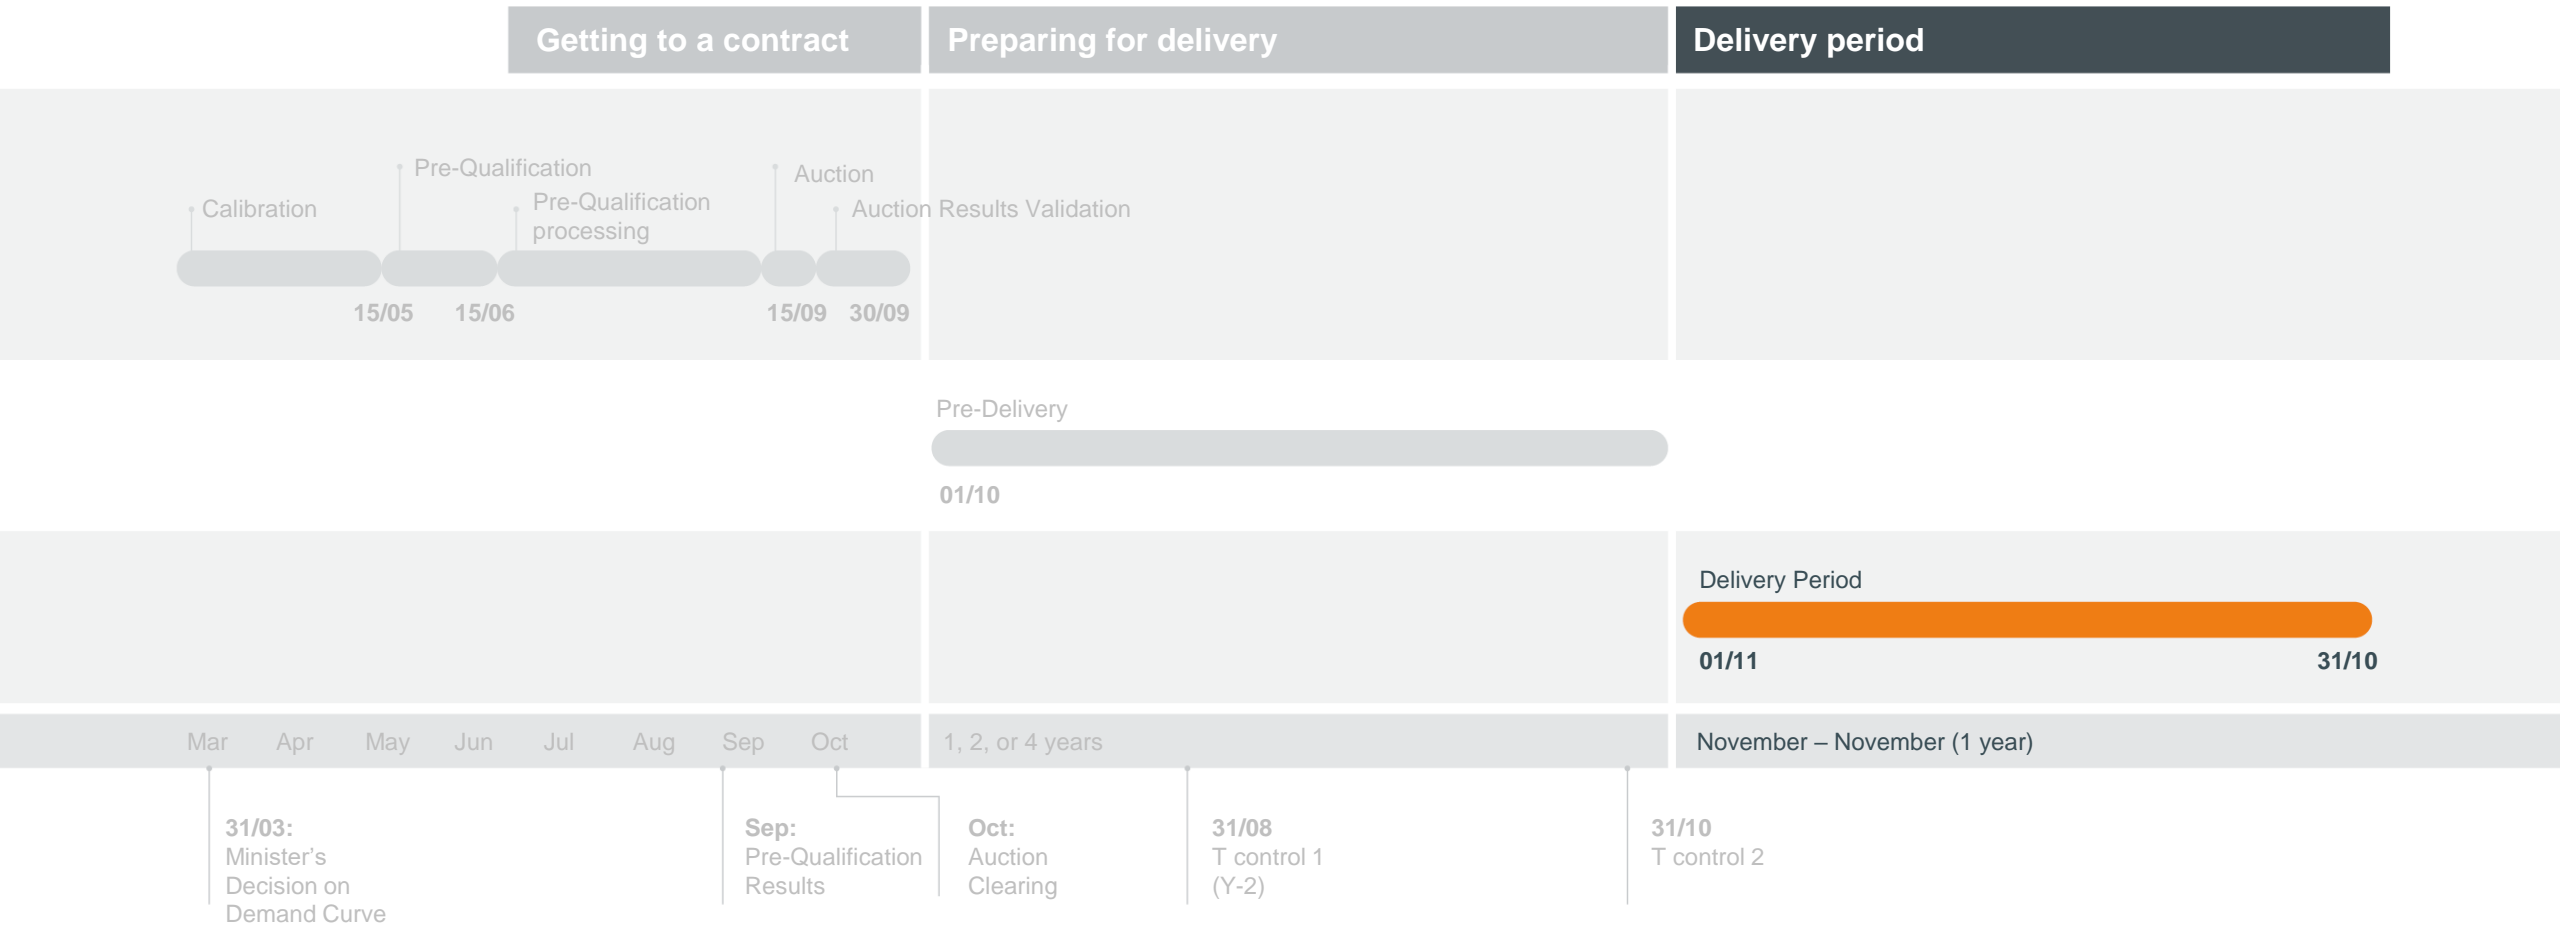 Getting to a contract
Preparing for delivery
Delivery period
Pre-Qualification
Auction
Calibration
Pre-Qualification
processing
Auction Results Validation
15/05
15/06
15/09
30/09
Pre-Delivery
01/10
Delivery Period
01/11
31/10
Mar
Apr
May
Jun
Jul
Aug
Sep
Oct
1, 2, or 4 years
November – November (1 year)
31/03:
Minister’s
Decision on
Demand Curve
Sep:
Pre-Qualification
Results
Oct:
Auction
Clearing
31/08
T control 1
(Y-2)
31/10
T control 2